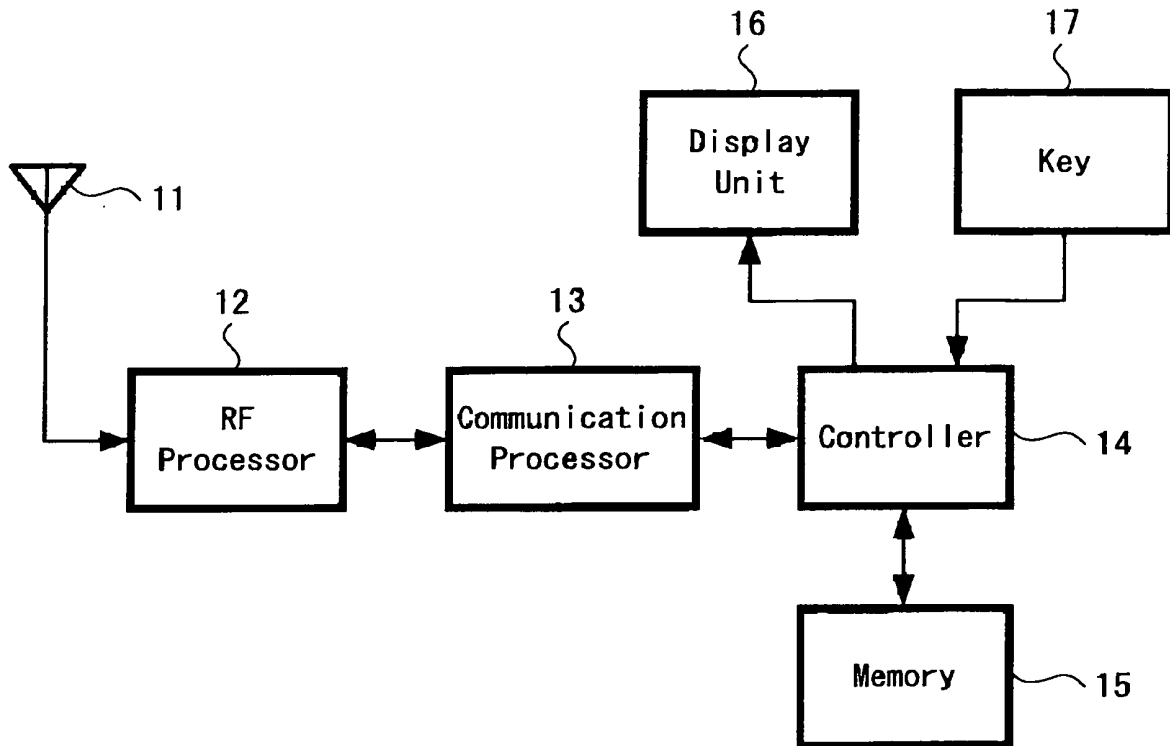 16
17
Display
Unit
Key
11
12
13
RF
Processor
Communication
Processor
Controller
14
Memory
15